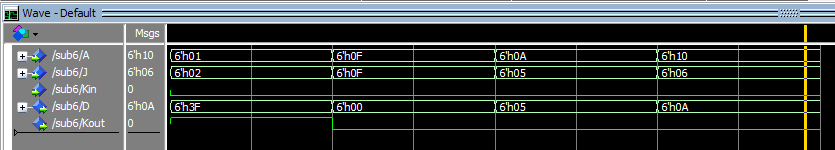 Wave - Default
Msgs
/sub6/A 6'h10 6'h01 6'h0F 6'h0A 6'h10
/sub6/J 6'h06 6'h02 6'h0F 6'h05 6'h06
/sub6/Kin 0
/sub6/D 6'h0A 6'h3F 6'h00 6'h05 6'h0A
/sub6/Kout 0